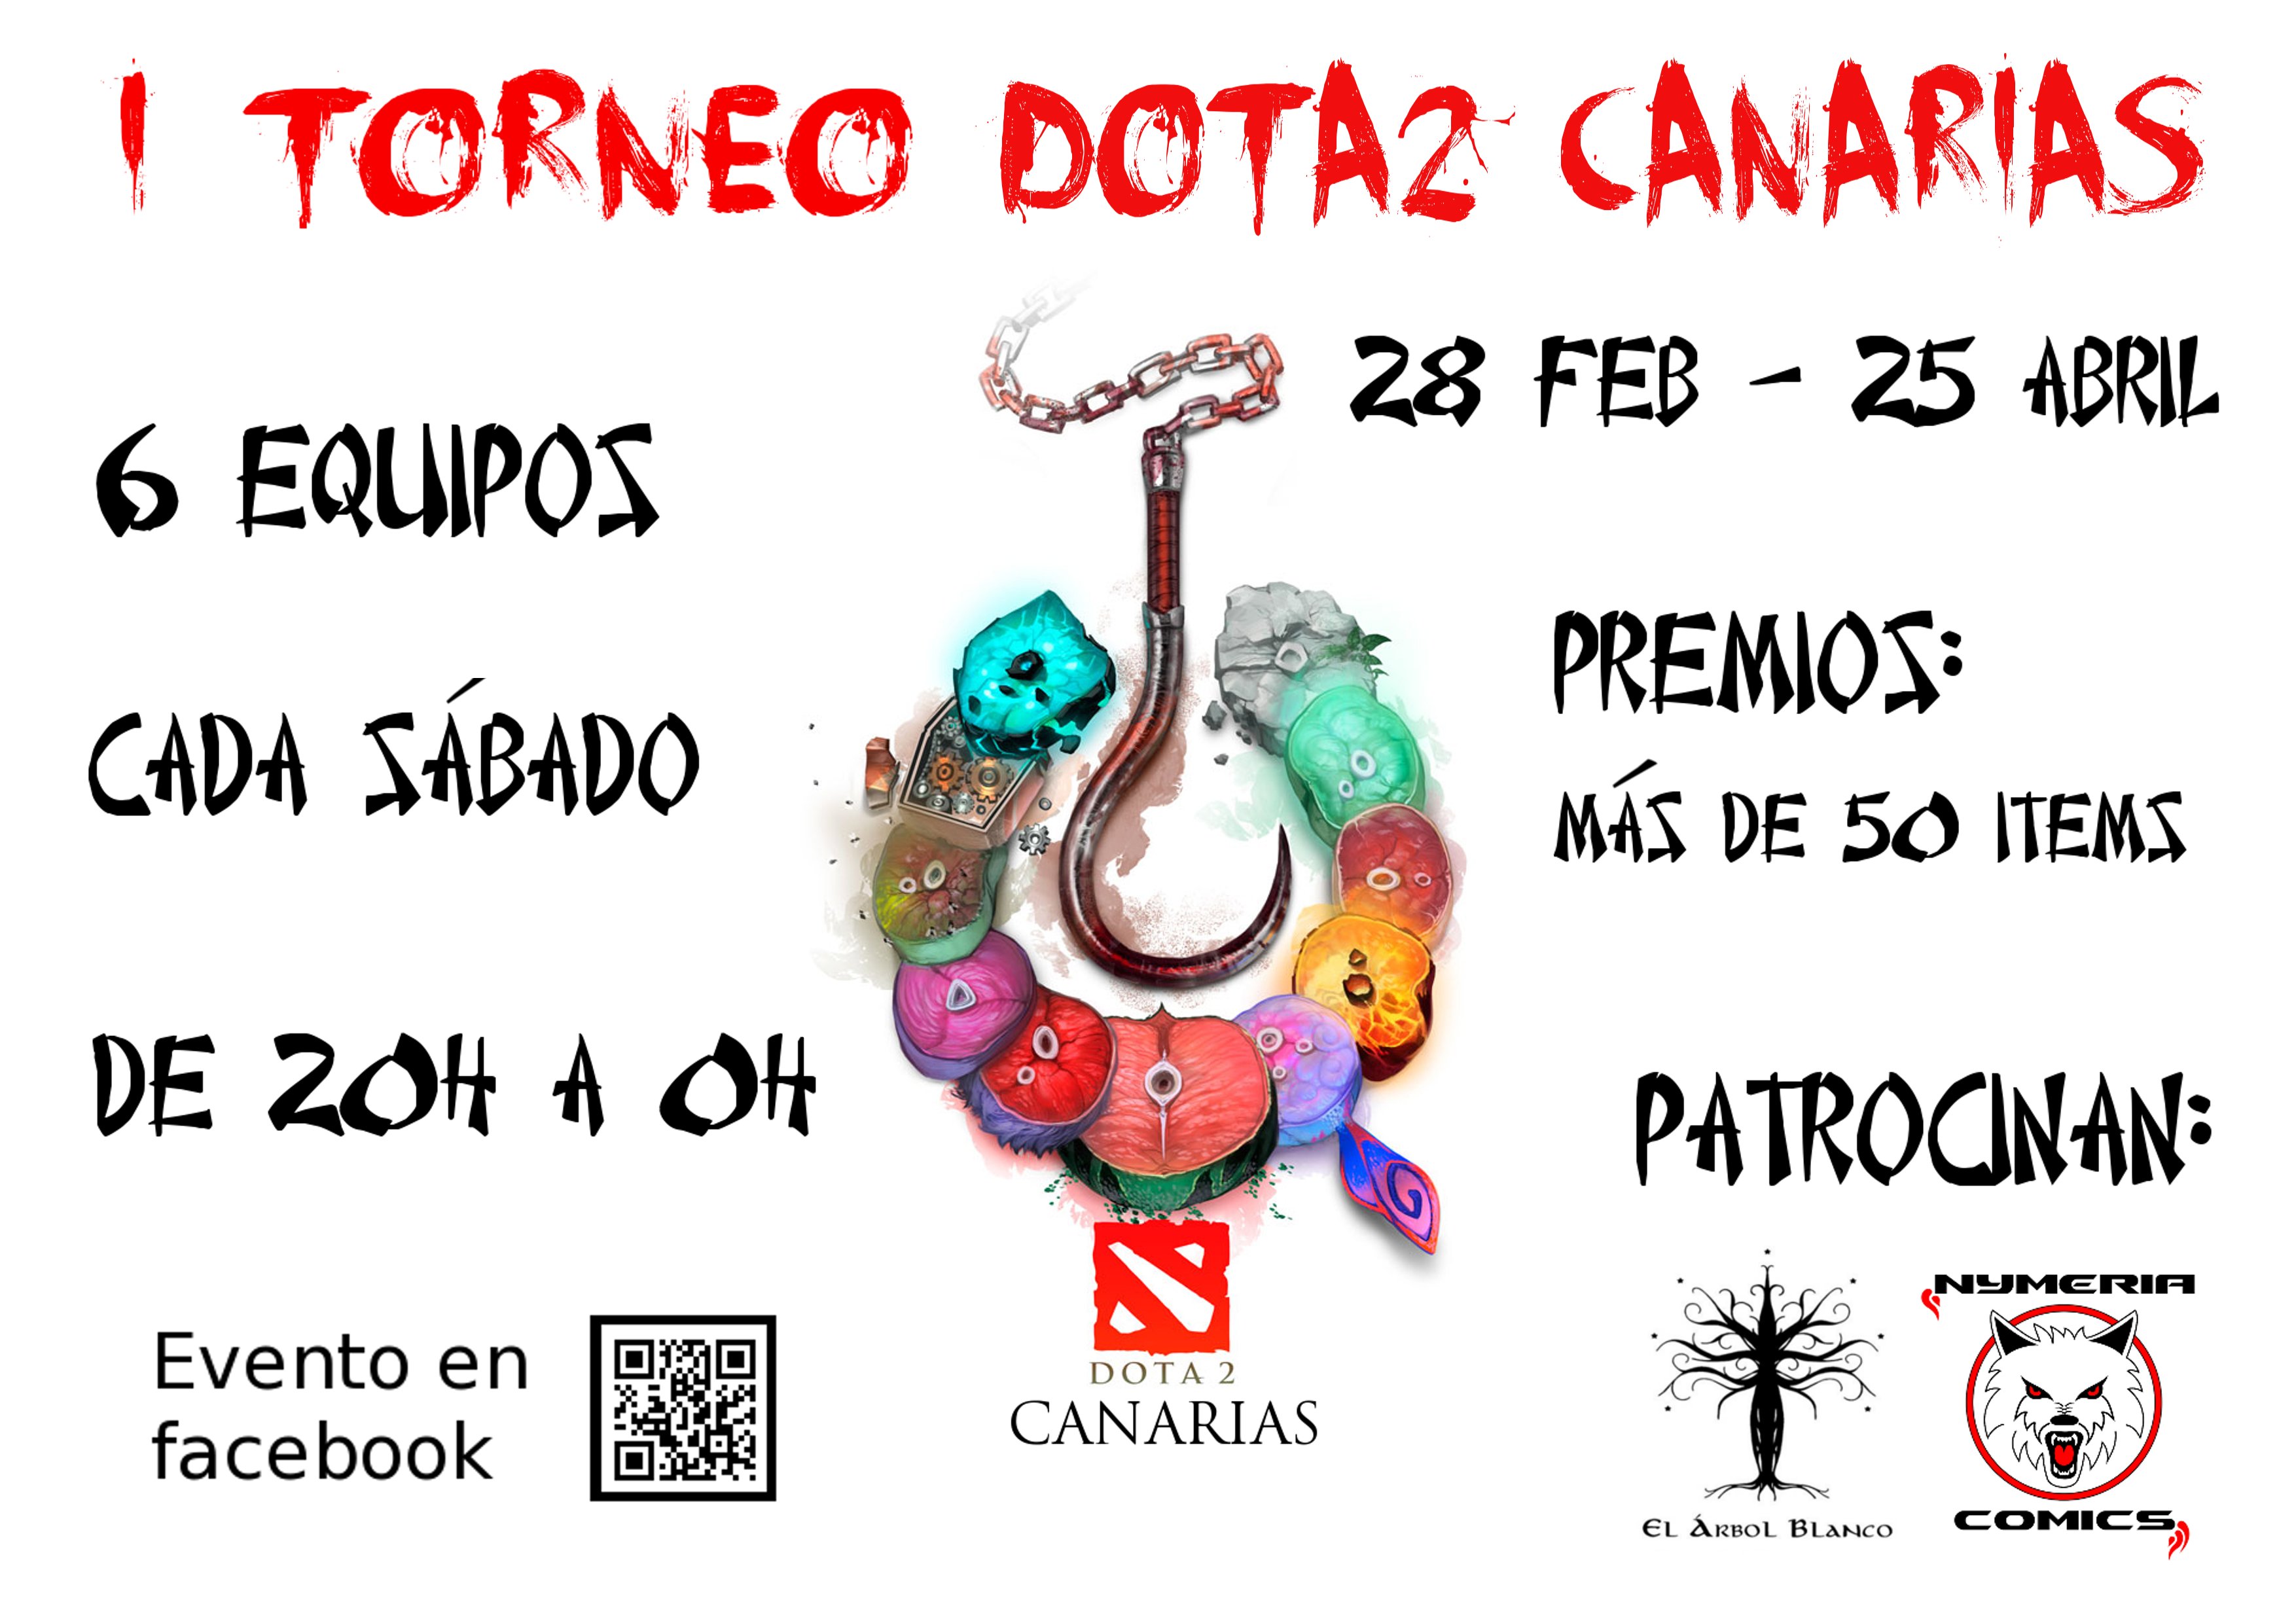 I TORNEO DOTA2 CANARIAS
28 FEB - 25 ABRIL
6 EQUIPOS
CADA SÁBADO
DE 20H A 0H
PREMIOS:
MÁS DE 50 ITEMS
PATROCINAN:
Evento en
facebook
DOTA 2
CANARIAS
EL ÁRBOL BLANCO
NYMERIA
COMICS